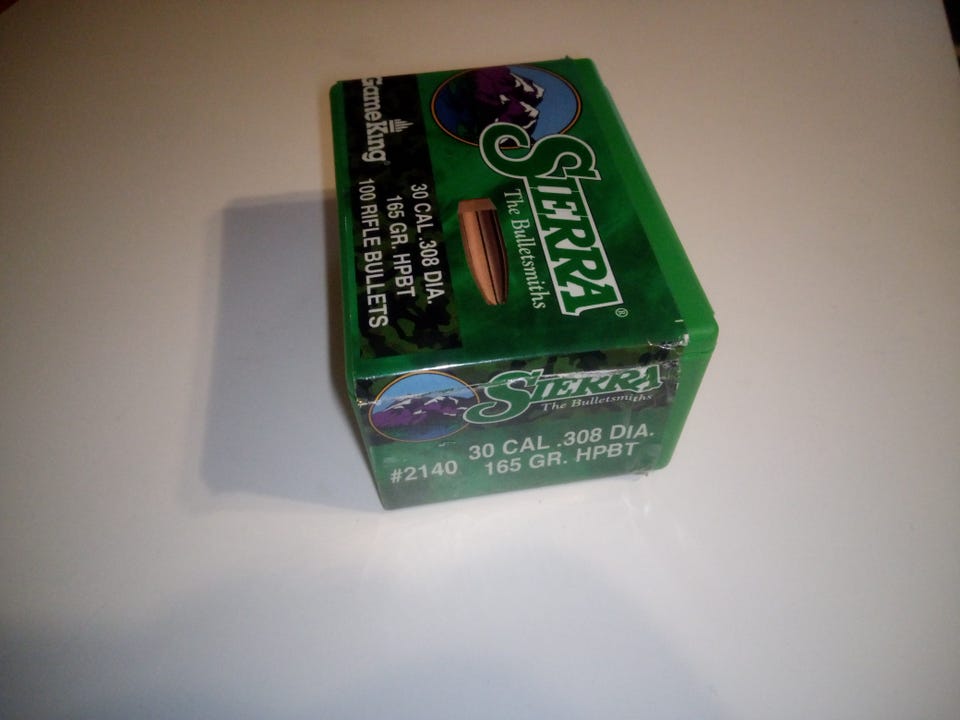 SIERRA®
The Bulletsmiths
GameKing
30 CAL .308 DIA.
165 GR. HPBT
100 RIFLE BULLETS
SIERRA
The Bulletsmiths
30 CAL .308 DIA.
#2140 165 GR. HPBT